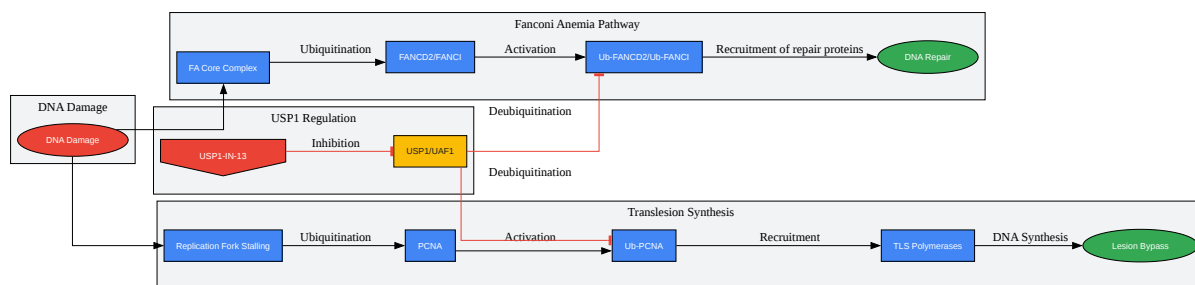 Fanconi Anemia Pathway
FA Core Complex
Ubiquitination
FANCD2/FANCI
Activation
Ub-FANCD2/Ub-FANCI
Recruitment of repair proteins
DNA Repair
DNA Damage
DNA Damage
USP1 Regulation
USP1-IN-13
Inhibition
USP1/UAF1
Deubiquitination
Deubiquitination
Translesion Synthesis
Replication Fork Stalling
Ubiquitination
PCNA
Activation
Ub-PCNA
Recruitment
TLS Polymerases
DNA Synthesis
Lesion Bypass